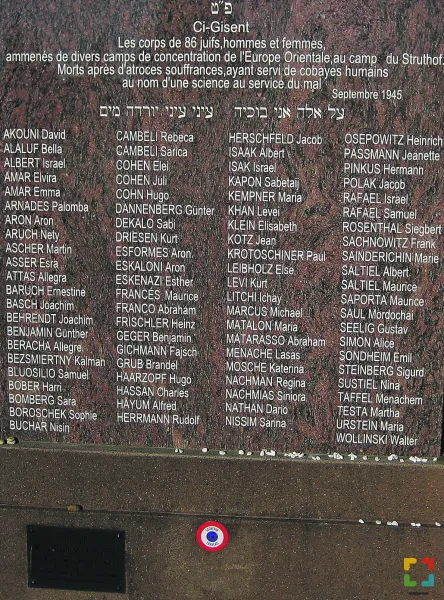 פ״ט
Ci-Gisent
Les corps de 86 juifs,hommes et femmes,
ammenés de divers camps de concentration de l'Europe Orientale,au camp du Struthof.
Morts après d'atroces souffrances,ayant servi de cobayes humains
au nom d'une science au service du mal
Septembre 1945
על אלה אני בוכיה עיני עיני יורדה מים
AKOUNI David
ALALUF Bella
ALBERT Israel
AMAR Elvira
AMAR Emma
ARNADES Palomba
ARON Aron
ARUCH Nety
ASCHER Martin
ASSER Esra
ATTAS Allegra
BARUCH Ernestine
BASCH Joachim
BEHRENDT Joachim
BENJAMIN Günther
BERACHA Allegre
BEZSMIERTNY Kalman
BLUOSILIO Samuel
BOBER Harri
BOMBERG Sara
BOROSCHEK Sophie
BUCHAR Nisin
CAMBELI Rebeca
CAMBELI Sarica
COHEN Elei
COHEN Juli
COHN Hugo
DANNENBERG Günter
DEKALO Sabi
DRIESEN Kurt
ESFORMES Aron
ESKALONI Aron
ESKENAZI Esther
FRANCÉS Maurice
FRANCO Abraham
FRISCHLER Heinz
GEGER Benjamin
GICHMANN Fajsch
GRUB Brandel
HAARZOPF Hugo
HASSAN Charles
HÄYUM Alfred
HERRMANN Rudolf
HERSCHFELD Jacob
ISAAK Albert
ISAK Israel
KAPON Sabetaij
KEMPNER Maria
KHAN Levei
KLEIN Elisabeth
KOTZ Jean
KROTOSCHINER Paul
LEIBHOLZ Else
LEVI Kurt
LITCHI Ichay
MARCUS Michael
MATALON Maria
MATARASSO Abraham
MENACHE Lasas
MOSCHE Katerina
NACHMAN Regina
NACHMIAS Siniora
NATHAN Dario
NISSIM Sarina
OSEPOWITZ Heinrich
PASSMANN Jeanette
PINKUS Hermann
POLAK Jacob
RAFAEL Israel
RAFAEL Samuel
ROSENTHAL Siegbert
SACHNOWITZ Frank
SAINDERICHIN Marie
SALTIEL Albert
SALTIEL Maurice
SAPORTA Maurice
SAUL Mordochai
SEELIG Gustav
SIMON Alice
SONDHEIM Emil
STEINBERG Sigurd
SUSTIEL Nina
TAFFEL Menachem
TESTA Martha
URSTEIN Maria
WOLLINSKI Walter